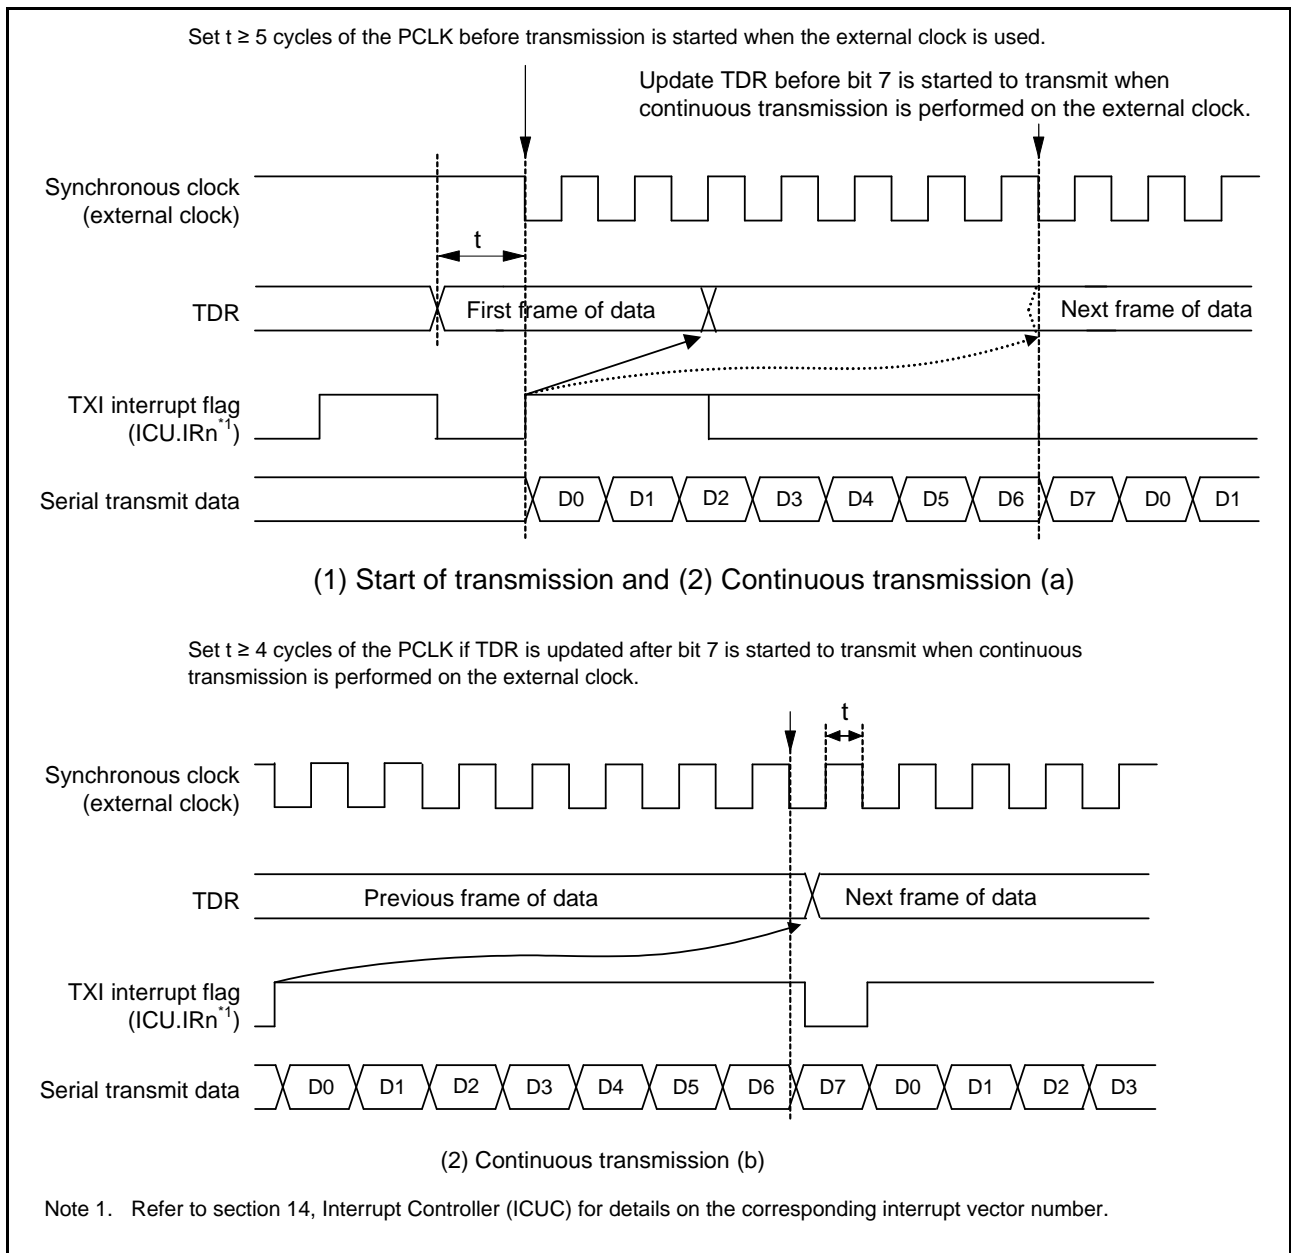 Set t ≥ 5 cycles of the PCLK before transmission is started when the external clock is used.
Update TDR before bit 7 is started to transmit when
continuous transmission is performed on the external clock.
Synchronous clock
(external clock)
t
TDR
First frame of data
Next frame of data
TXI interrupt flag
(ICU.IRn*1)
Serial transmit data
D0 D1 D2 D3 D4 D5 D6 D7 D0 D1
(1) Start of transmission and (2) Continuous transmission (a)
Set t ≥ 4 cycles of the PCLK if TDR is updated after bit 7 is started to transmit when continuous
transmission is performed on the external clock.
t
Synchronous clock
(external clock)
TDR
Previous frame of data
Next frame of data
TXI interrupt flag
(ICU.IRn*1)
Serial transmit data
D0 D1 D2 D3 D4 D5 D6 D7 D0 D1 D2 D3
(2) Continuous transmission (b)
Note 1. Refer to section 14, Interrupt Controller (ICUC) for details on the corresponding interrupt vector number.